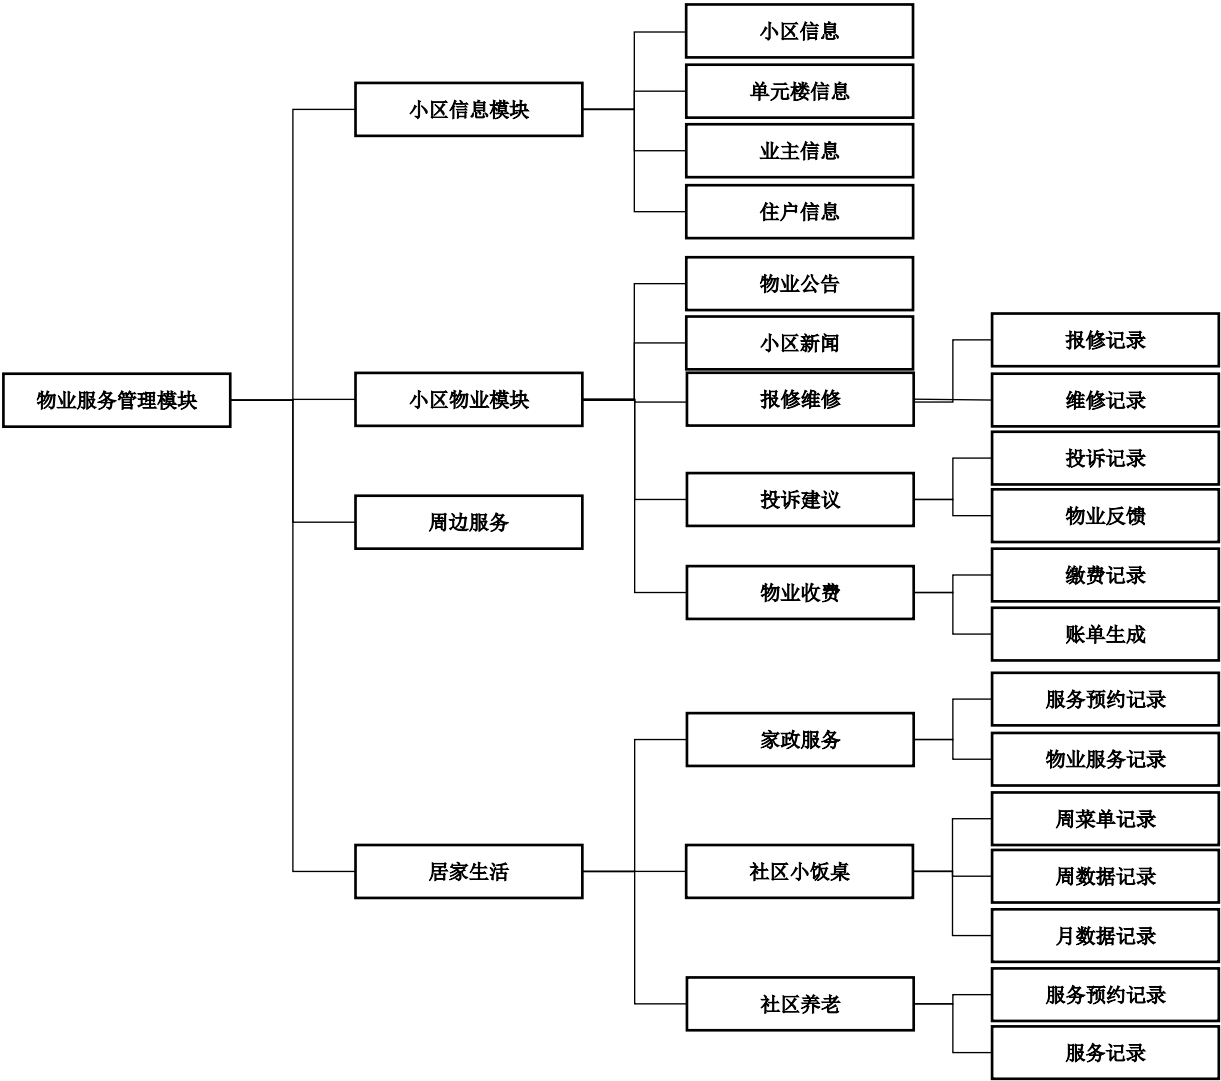 物业服务管理模块
小区信息模块
小区信息
单元楼信息
业主信息
住户信息
小区物业模块
物业公告
小区新闻
报修维修
报修记录
维修记录
投诉建议
投诉记录
物业反馈
物业收费
缴费记录
账单生成
周边服务
居家生活
家政服务
服务预约记录
物业服务记录
社区小饭桌
周菜单记录
周数据记录
月数据记录
社区养老
服务预约记录
服务记录